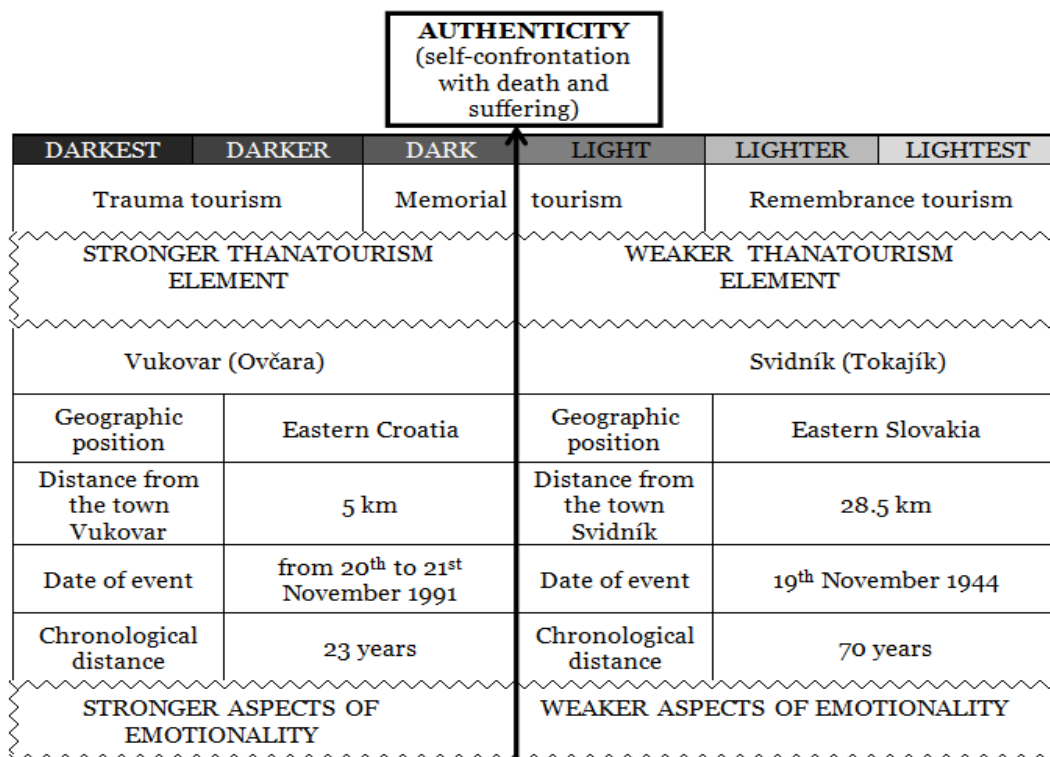 AUTHENTICITY
(self-confrontation
with death and
suffering)
DARKEST DARKER DARK LIGHT LIGHTER LIGHTEST
Trauma tourism Memorial tourism Remembrance tourism
STRONGER THANATOURISM
ELEMENT
WEAKER THANATOURISM
ELEMENT
Vukovar (Ovčara) Svidník (Tokajík)
Geographic
position
Eastern Croatia
Geographic
position
Eastern Slovakia
Distance from
the town
Vukovar
5 km
Distance from
the town
Svidník
28.5 km
Date of event
from 20th to 21st
November 1991
Date of event
19th November 1944
Chronological
distance
23 years
Chronological
distance
70 years
STRONGER ASPECTS OF
EMOTIONALITY
WEAKER ASPECTS OF EMOTIONALITY